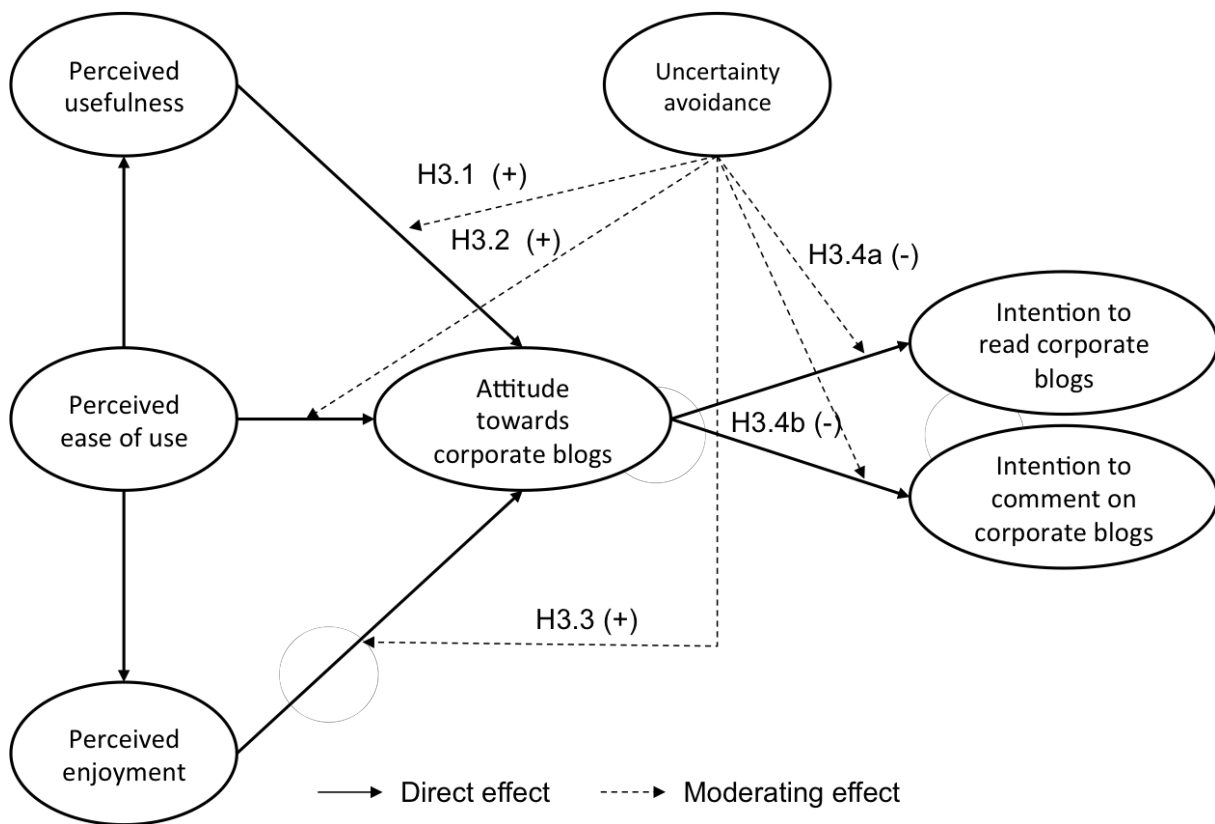 Perceived
usefulness
Uncertainty
avoidance
H3.1 (+)
H3.2 (+)
H3.4a (-)
Intention to
read corporate
blogs
Perceived
ease of use
Attitude
towards
corporate blogs
H3.4b (-)
Intention to
comment on
corporate blogs
H3.3 (+)
Perceived
enjoyment
Direct effect
Moderating effect